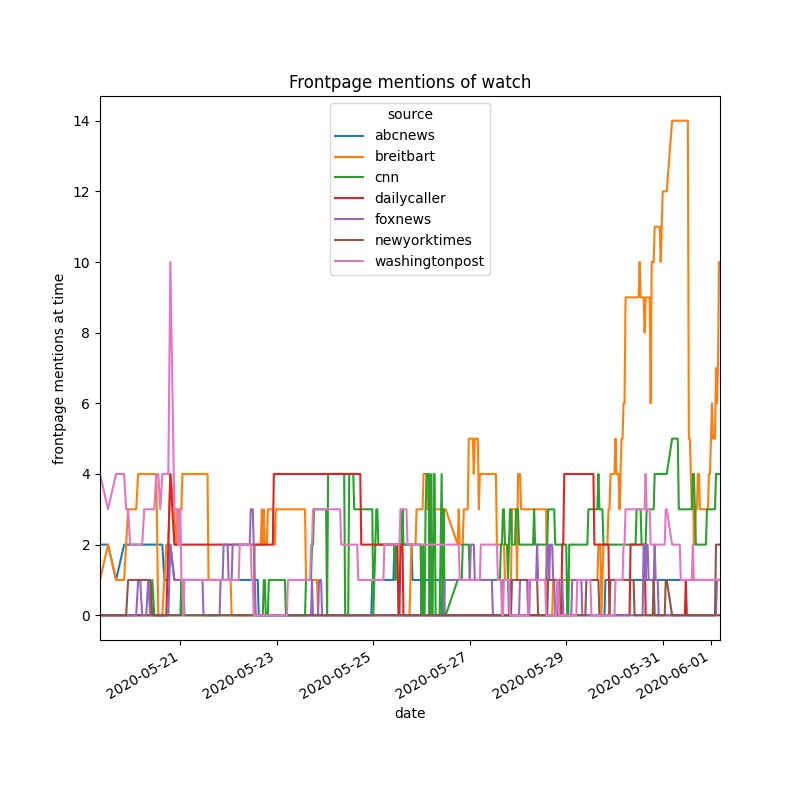 Frontpage mentions of watch
source
abcnews
breitbart
cnn
dailycaller
foxnews
newyorktimes
washingtonpost
frontpage mentions at time
14
12
10
8
6
4
2
0
2020-05-21
2020-05-23
2020-05-25
2020-05-27
2020-05-29
2020-05-31
2020-06-01
date